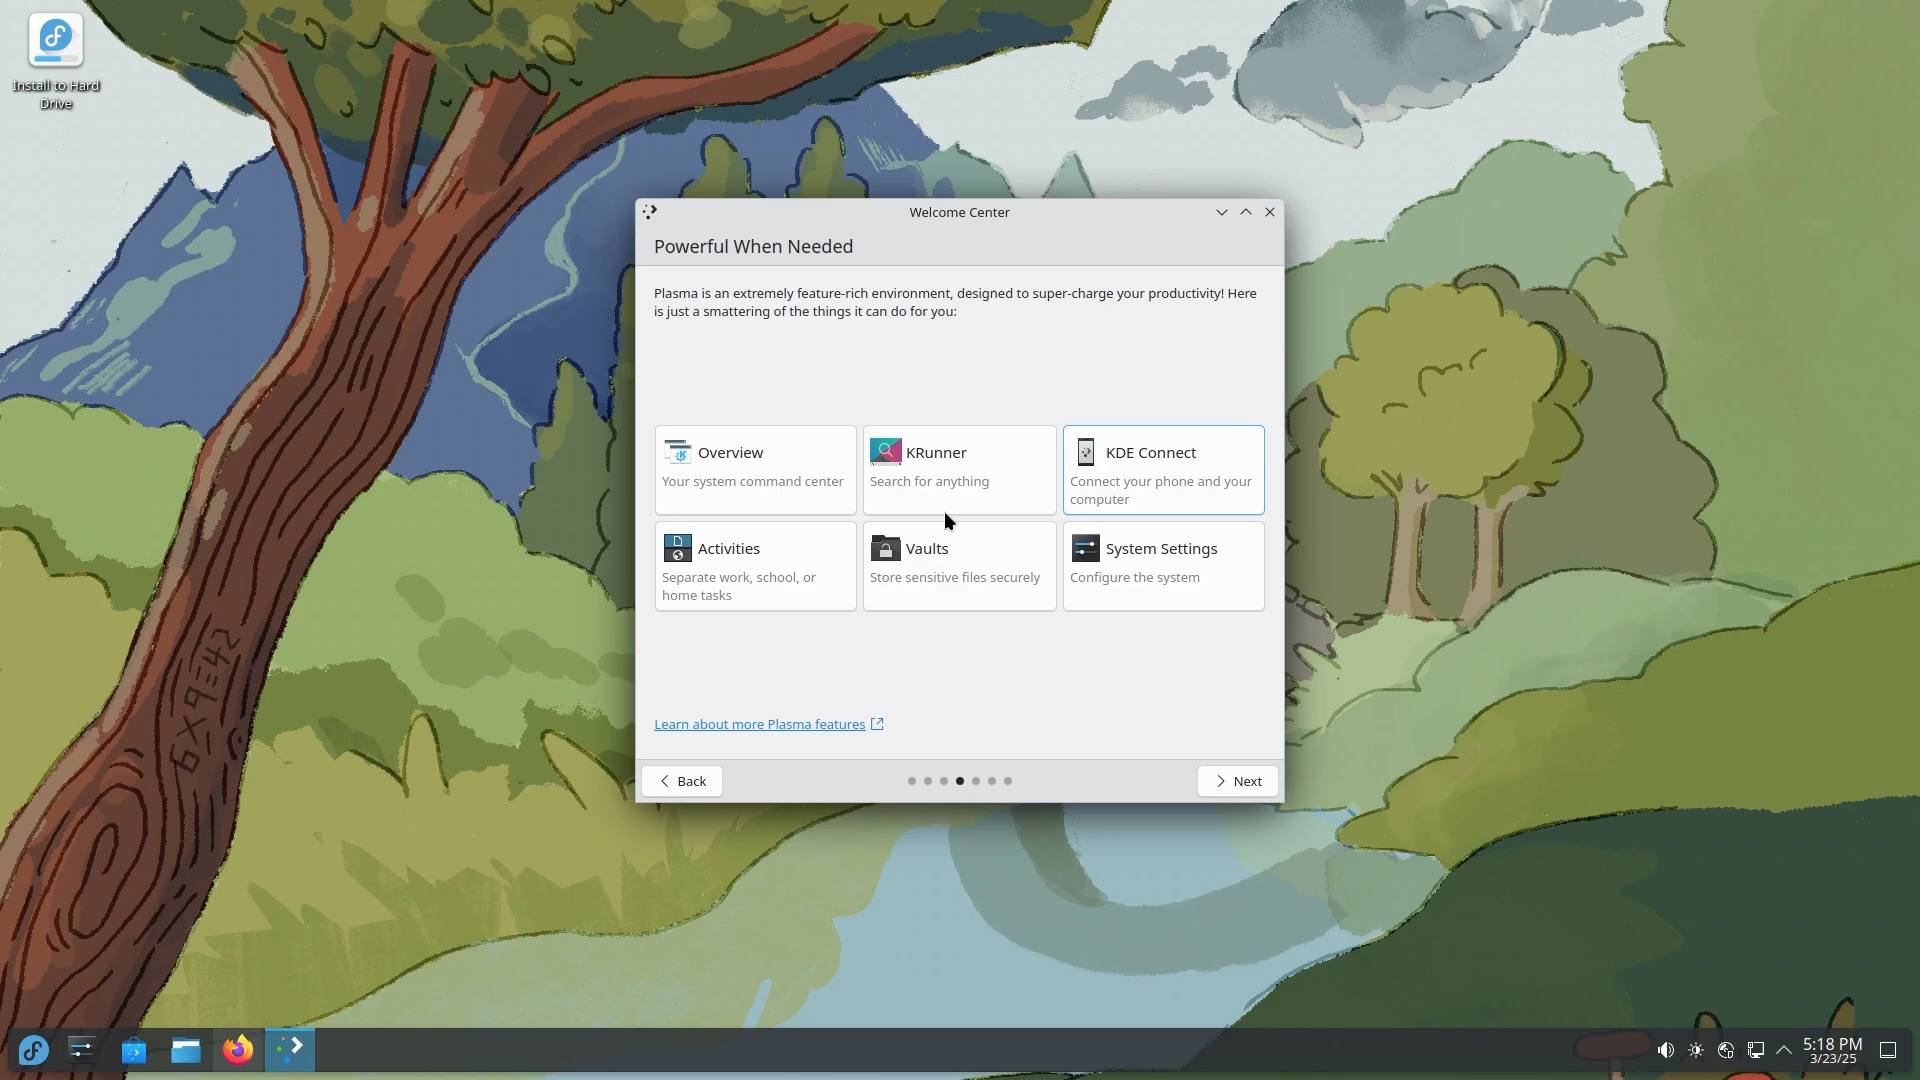 Install to Hard
Drive
Welcome Center
Powerful When Needed
Plasma is an extremely feature-rich environment, designed to super-charge your productivity! Here
is just a smattering of the things it can do for you:
Overview
Your system command center
KRunner
Search for anything
KDE Connect
Connect your phone and your
computer
Activities
Separate work, school, or
home tasks
Vaults
Store sensitive files securely
System Settings
Configure the system
Learn about more Plasma features
Back
Next
6×9=42
5:18 PM
3/23/25